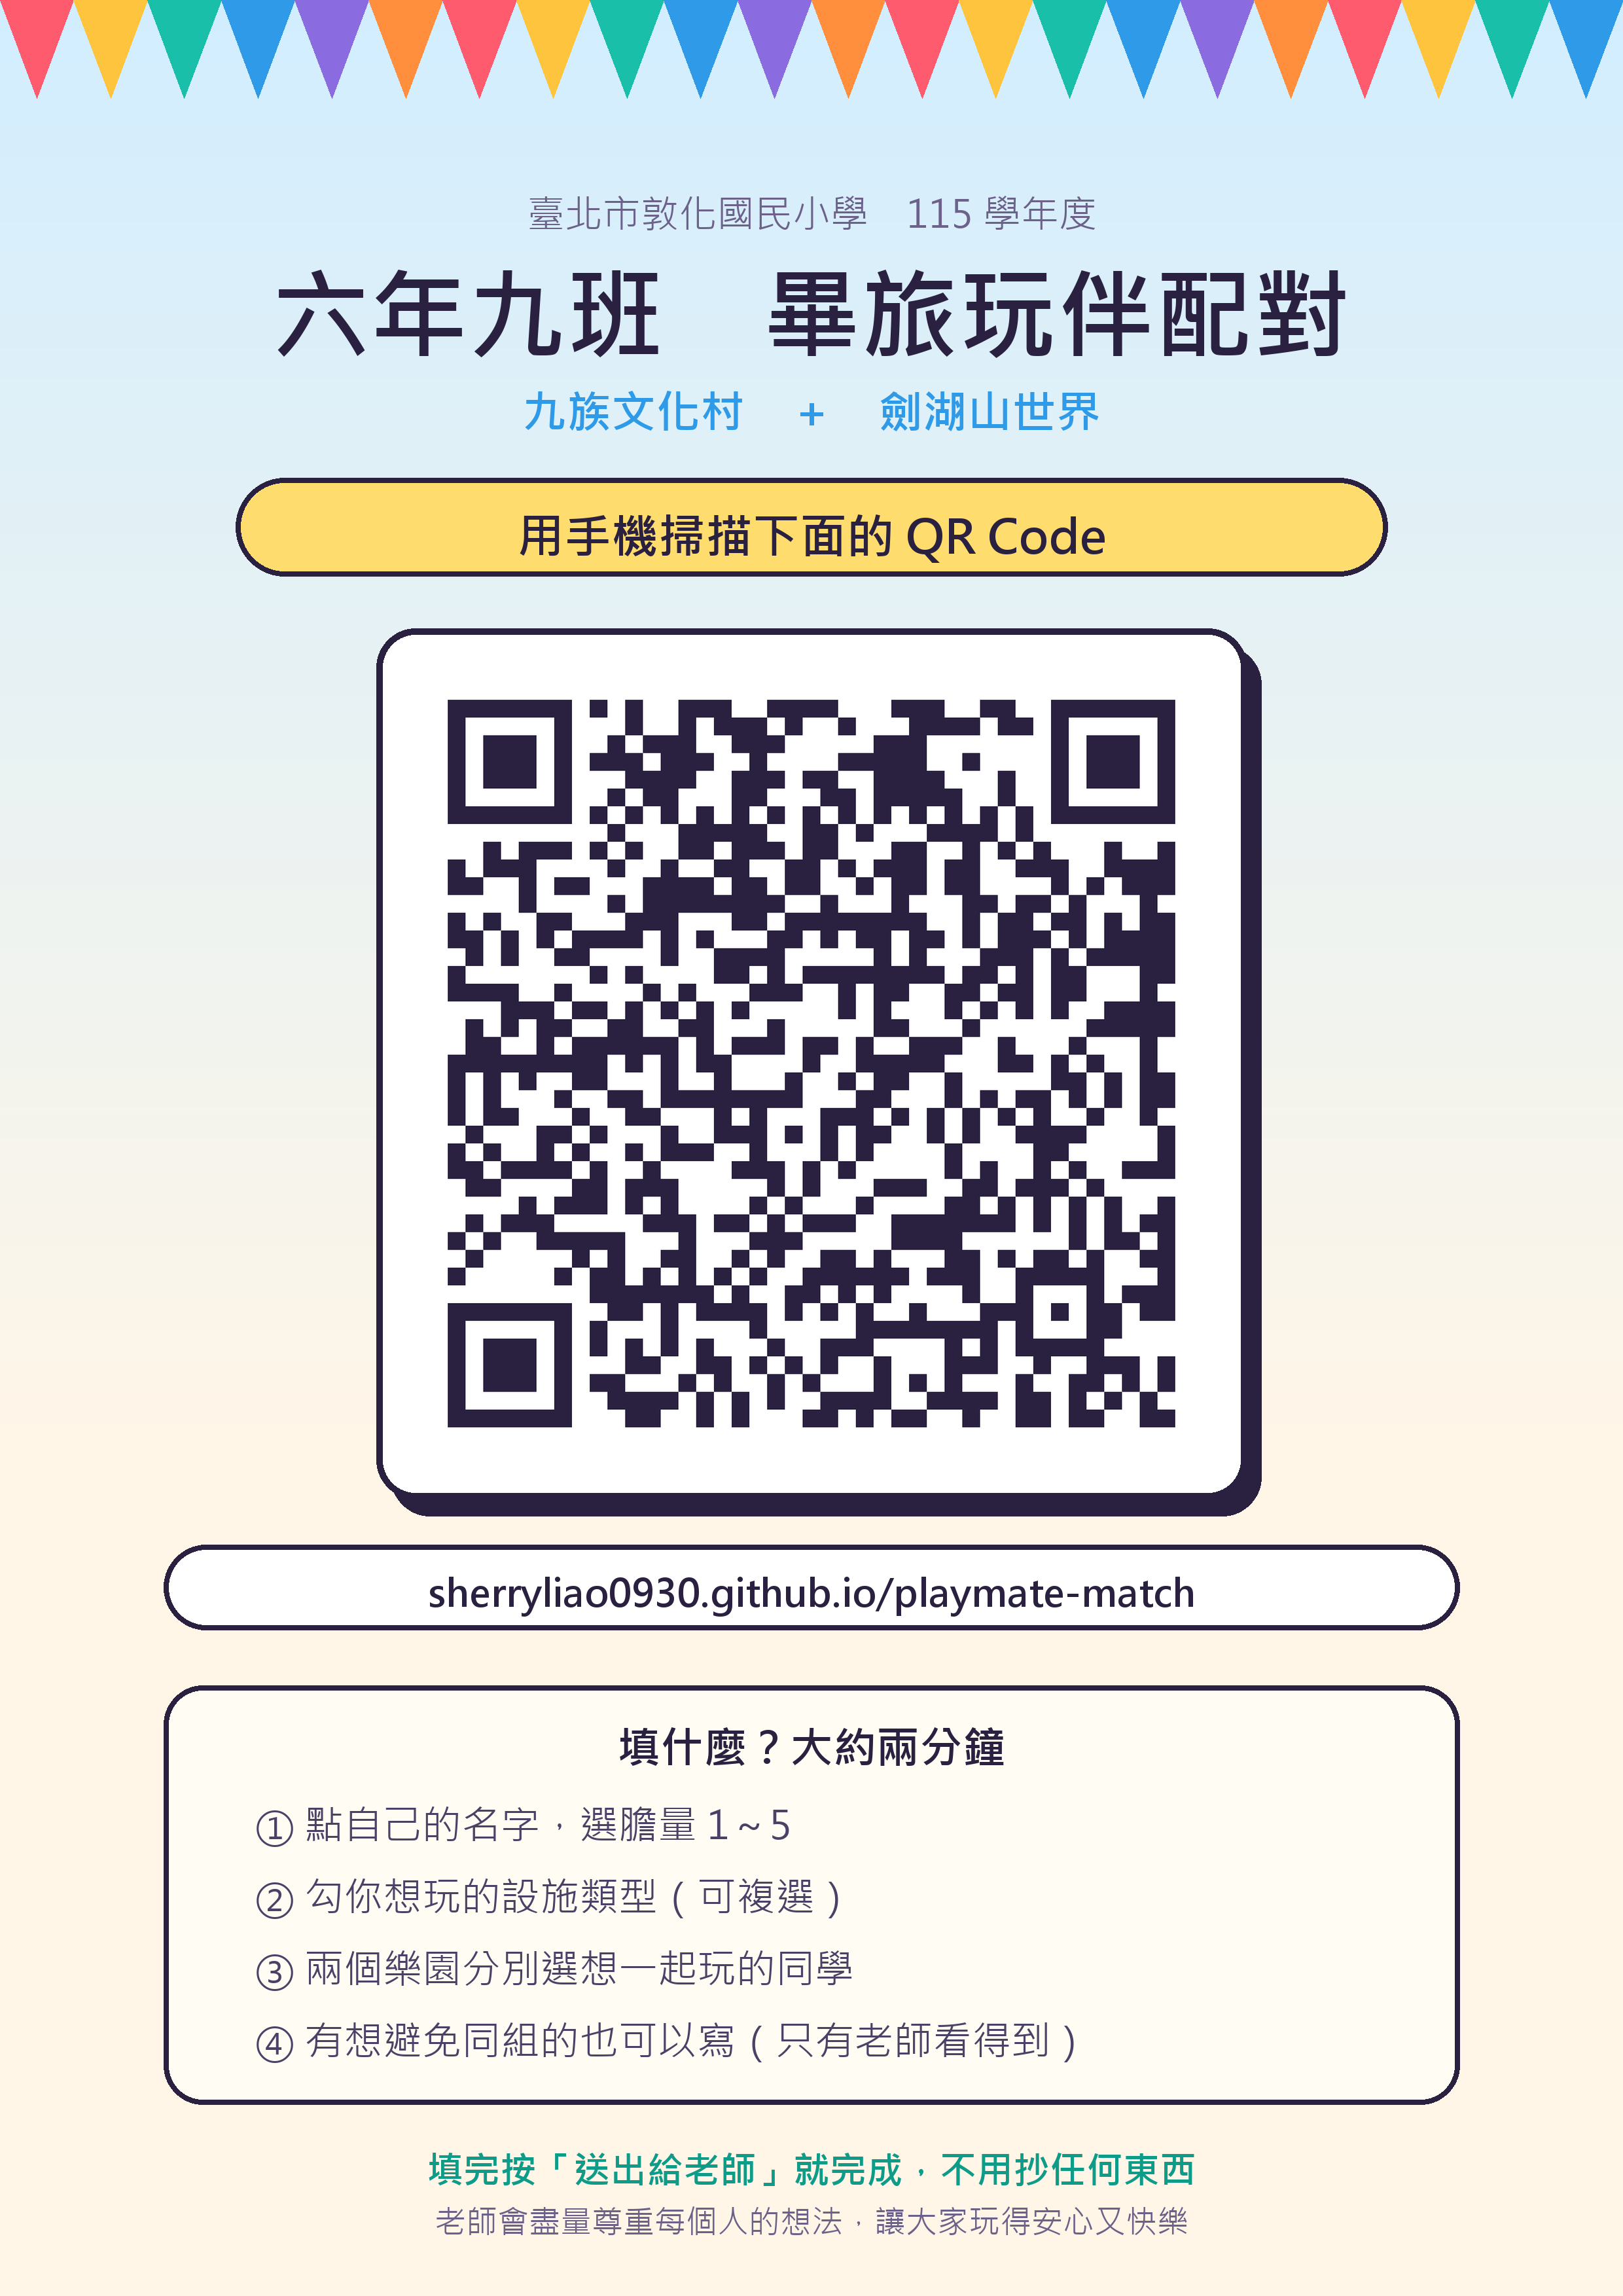 臺北市敦化國民小學　115 學年度
六年九班　畢旅玩伴配對
九族文化村　+　劍湖山世界
用手機掃描下面的 QR Code
sherryliao0930.github.io/playmate-match
填什麼？大約兩分鐘
① 點自己的名字，選膽量 1～5
② 勾你想玩的設施類型（可複選）
③ 兩個樂園分別選想一起玩的同學
④ 有想避免同組的也可以寫（只有老師看得到）
填完按「送出給老師」就完成，不用抄任何東西
老師會盡量尊重每個人的想法，讓大家玩得安心又快樂